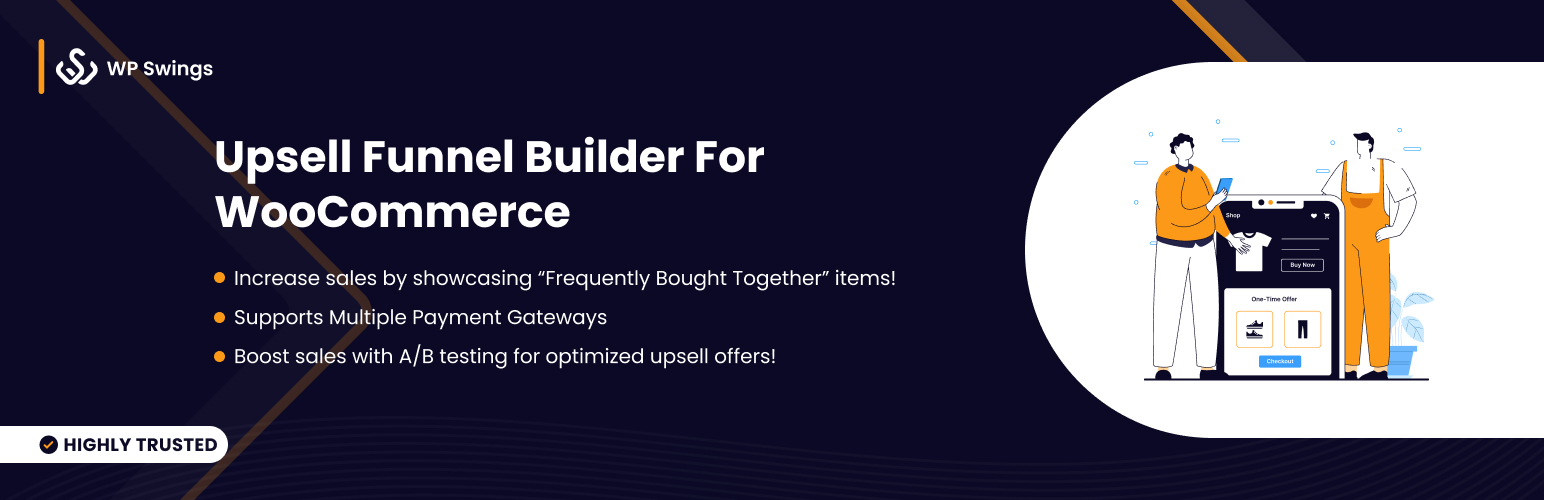 WP Swings
Upsell Funnel Builder For
WooCommerce
Increase sales by showcasing “Frequently Bought Together” items!
Supports Multiple Payment Gateways
Boost sales with A/B testing for optimized upsell offers!
HIGHLY TRUSTED
Shop
Buy Now
One-Time Offer
Checkout